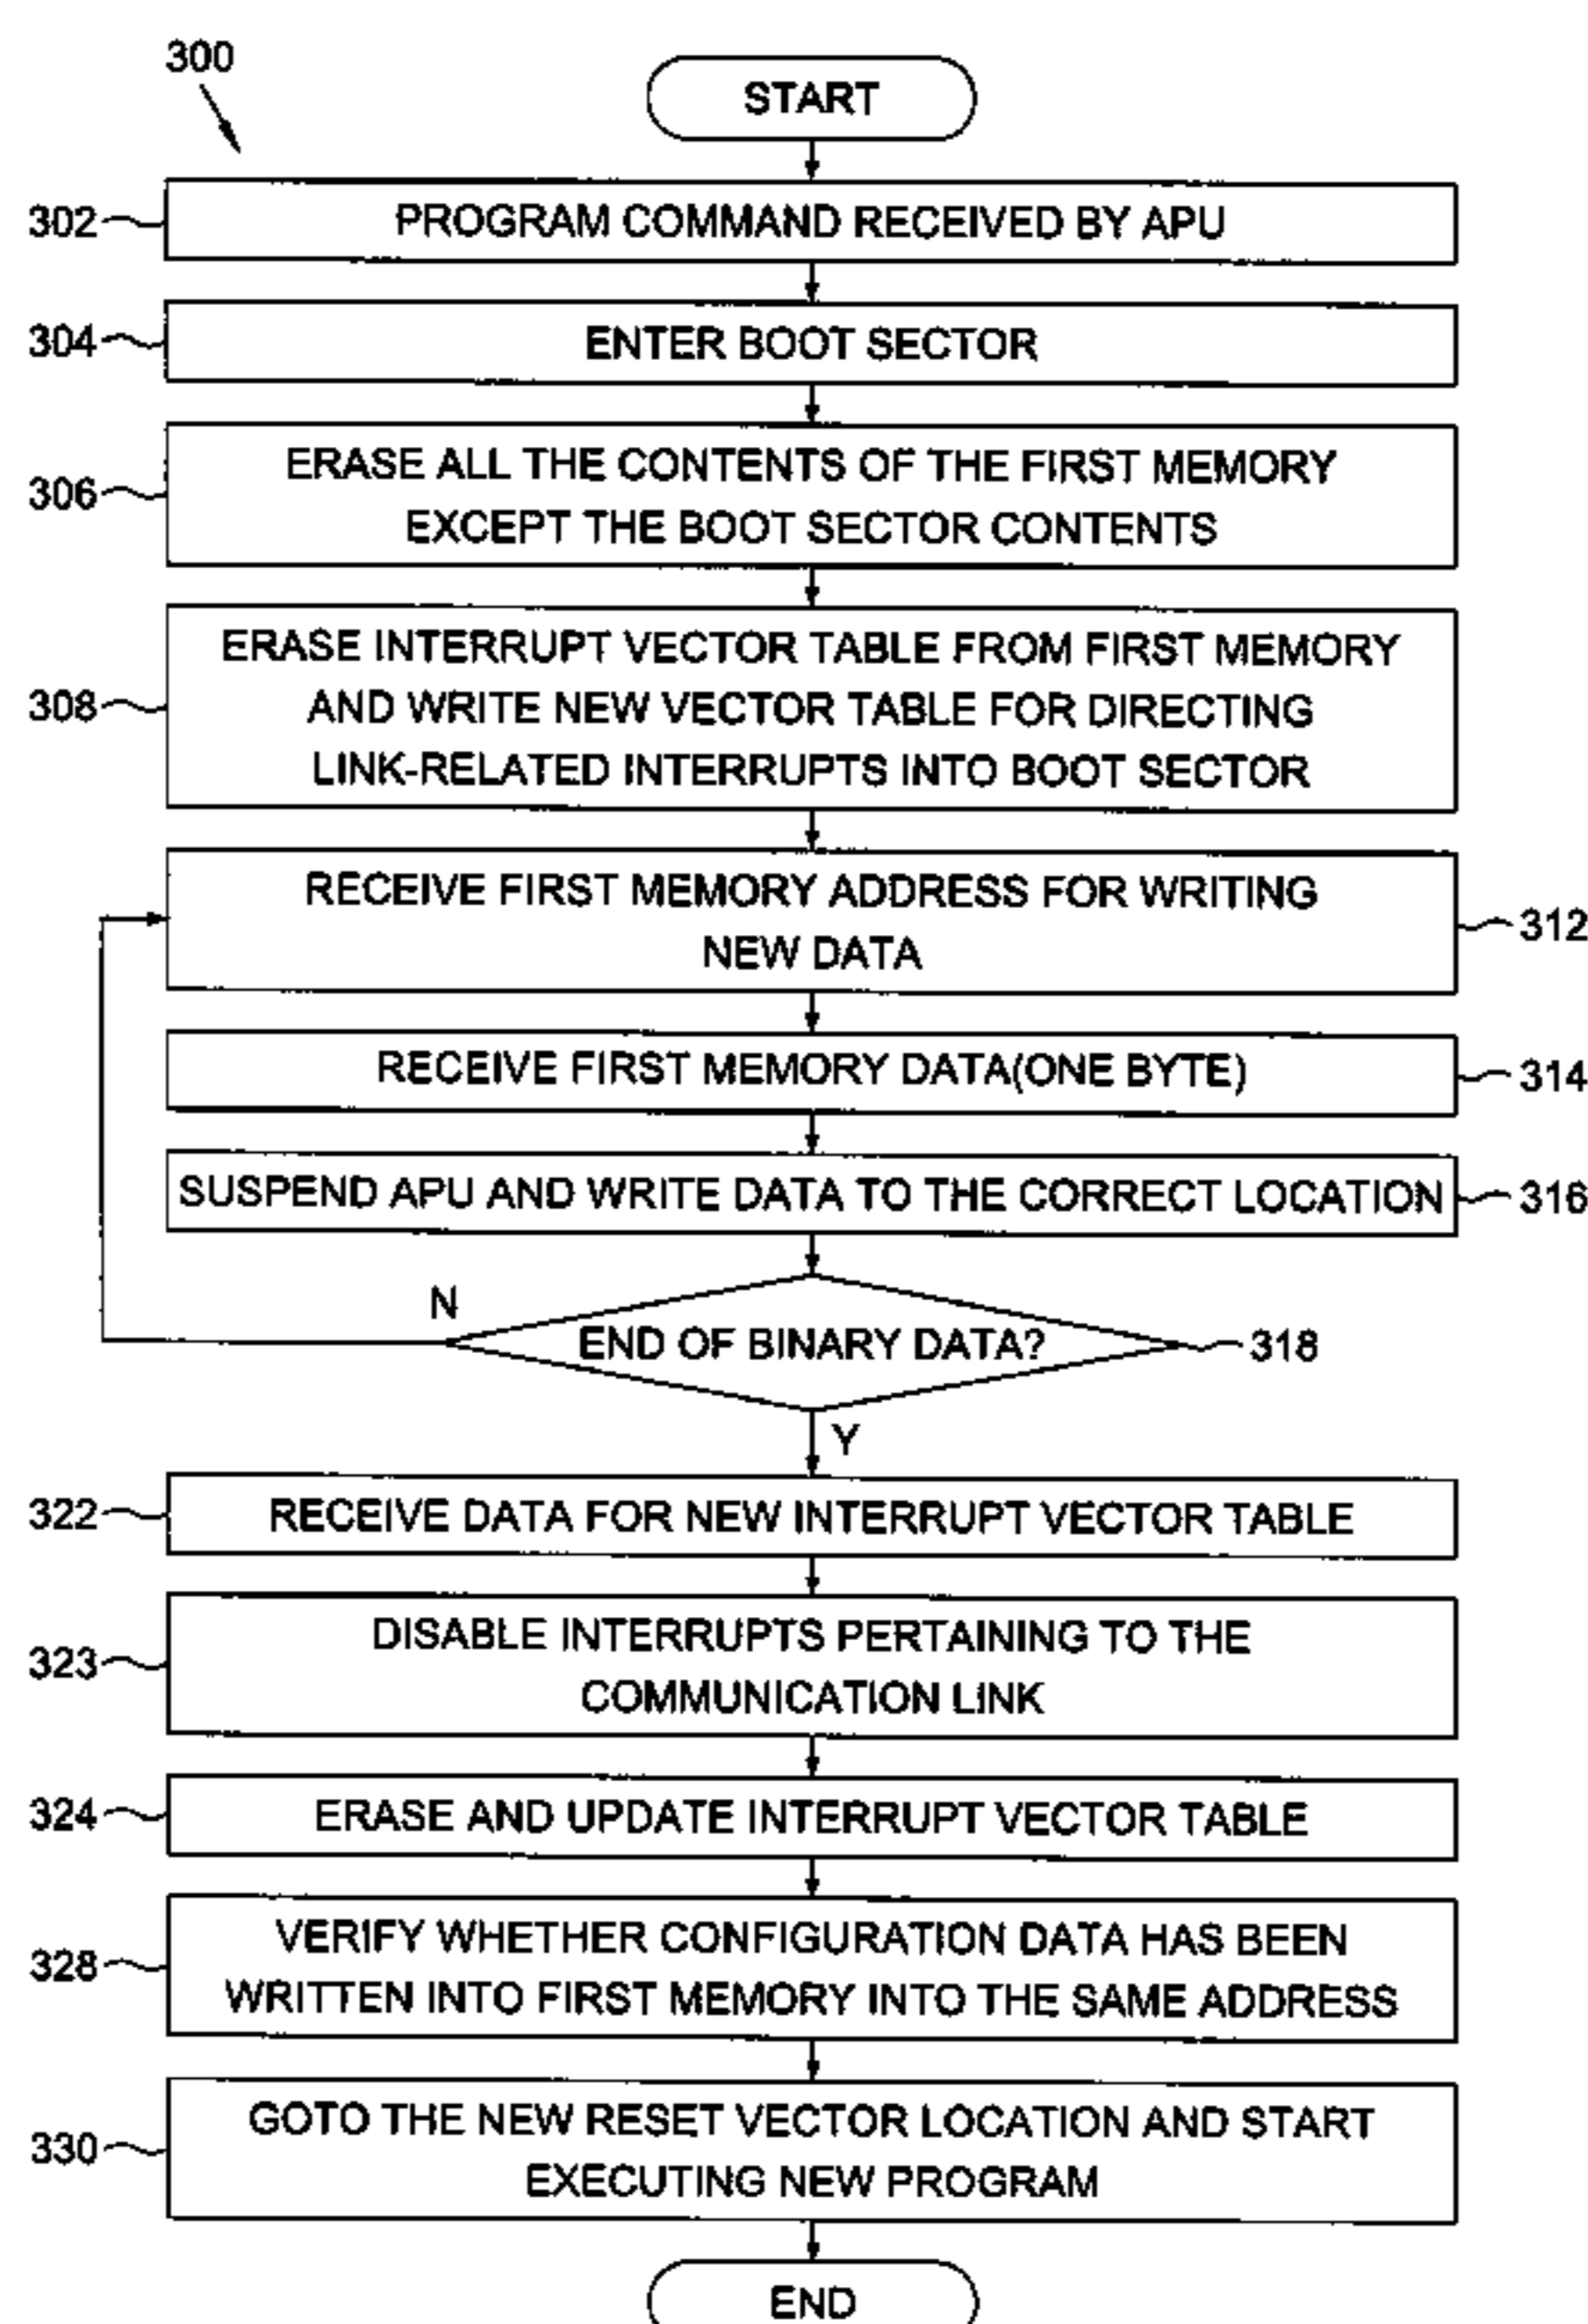 300
START
302
PROGRAM COMMAND RECEIVED BY APU
304
ENTER BOOT SECTOR
306
ERASE ALL THE CONTENTS OF THE FIRST MEMORY
EXCEPT THE BOOT SECTOR CONTENTS
308
ERASE INTERRUPT VECTOR TABLE FROM FIRST MEMORY
AND WRITE NEW VECTOR TABLE FOR DIRECTING
LINK-RELATED INTERRUPTS INTO BOOT SECTOR
RECEIVE FIRST MEMORY ADDRESS FOR WRITING
NEW DATA
312
RECEIVE FIRST MEMORY DATA(ONE BYTE)
314
SUSPEND APU AND WRITE DATA TO THE CORRECT LOCATION
316
N
END OF BINARY DATA?
318
Y
322
RECEIVE DATA FOR NEW INTERRUPT VECTOR TABLE
323
DISABLE INTERRUPTS PERTAINING TO THE
COMMUNICATION LINK
324
ERASE AND UPDATE INTERRUPT VECTOR TABLE
328
VERIFY WHETHER CONFIGURATION DATA HAS BEEN
WRITTEN INTO FIRST MEMORY INTO THE SAME ADDRESS
330
GOTO THE NEW RESET VECTOR LOCATION AND START
EXECUTING NEW PROGRAM
END